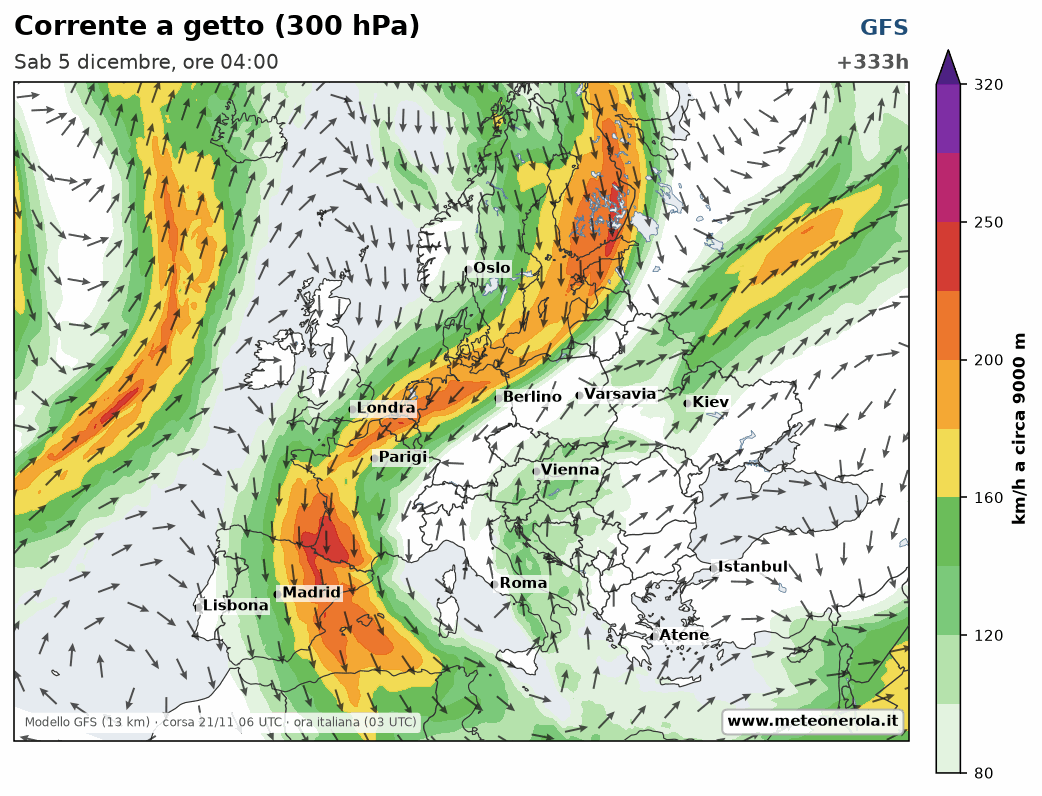 Corrente a getto (300 hPa)
GFS
Sab 5 dicembre, ore 04:00
+333h
320
250
200
160
120
80
km/h a circa 9000 m
Oslo
Londra
Berlino
Varsavia
Kiev
Parigi
Vienna
Istanbul
Roma
Madrid
Lisbona
Atene
Modello GFS (13 km) · corsa 21/11 06 UTC · ora italiana (03 UTC)
www.meteonerola.it